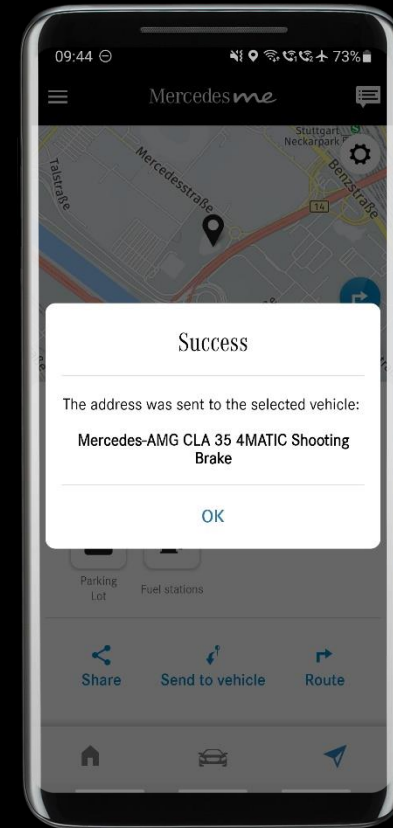 09:44
73%
Mercedes me
Stuttgart
Neckarpark
Talstraße
Mercedesstraße
Benzstraße
14
Success
The address was sent to the selected vehicle:
Mercedes-AMG CLA 35 4MATIC Shooting
Brake
OK
Parking
Lot
Fuel stations
Share
Send to vehicle
Route